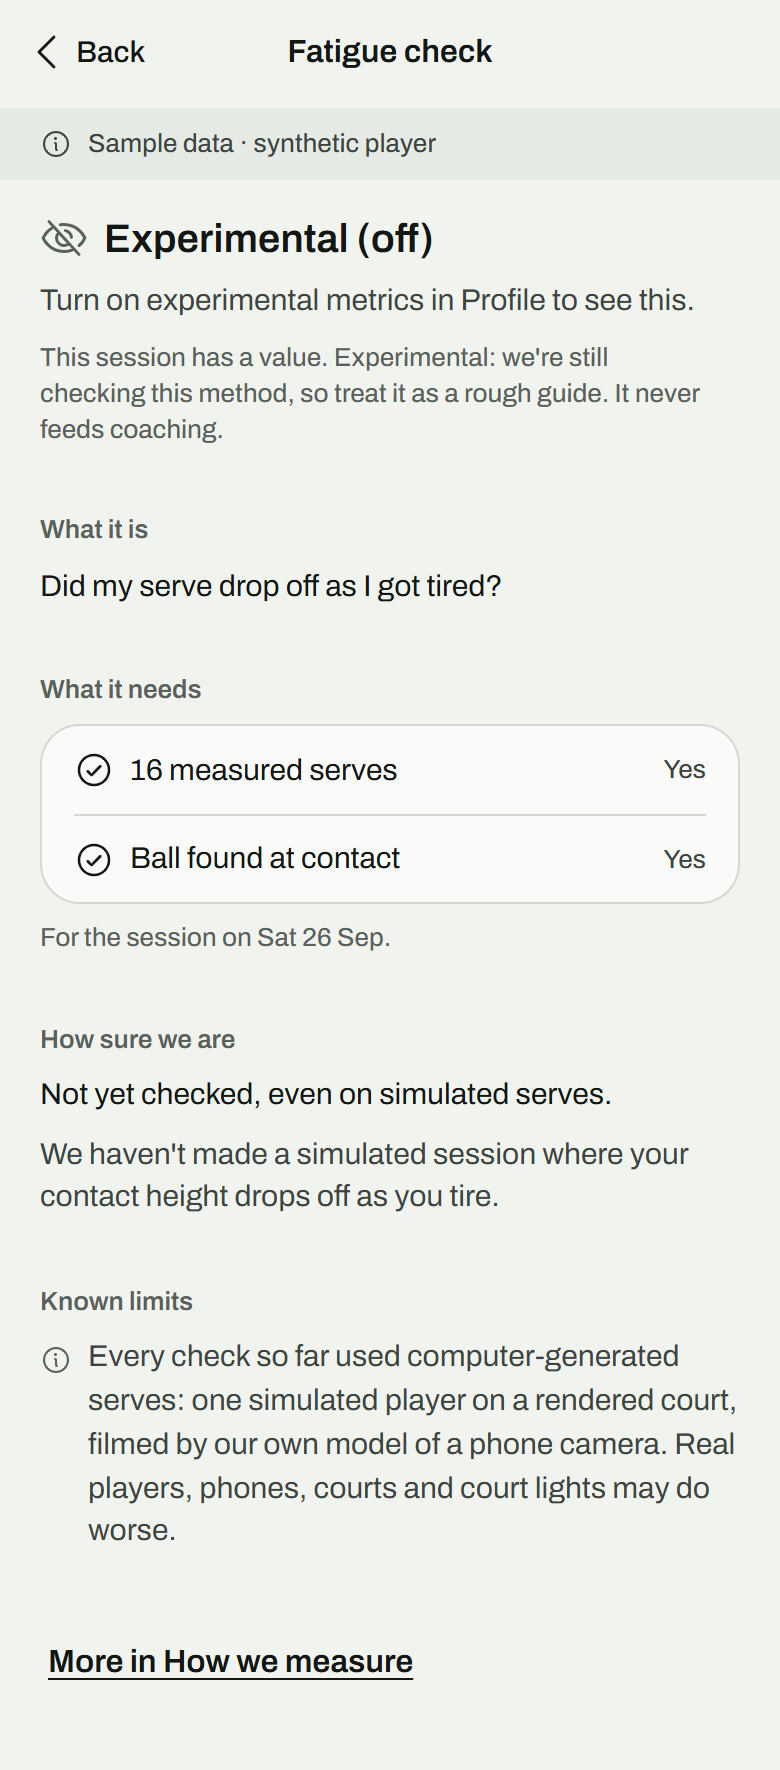 Back
Fatigue check
Sample data · synthetic player
Experimental (off)
Turn on experimental metrics in Profile to see this.
This session has a value. Experimental: we're still
checking this method, so treat it as a rough guide. It never
feeds coaching.
What it is
Did my serve drop off as I got tired?
What it needs
16 measured serves
Yes
Ball found at contact
Yes
For the session on Sat 26 Sep.
How sure we are
Not yet checked, even on simulated serves.
We haven't made a simulated session where your
contact height drops off as you tire.
Known limits
Every check so far used computer-generated
serves: one simulated player on a rendered court,
filmed by our own model of a phone camera. Real
players, phones, courts and court lights may do
worse.
More in How we measure